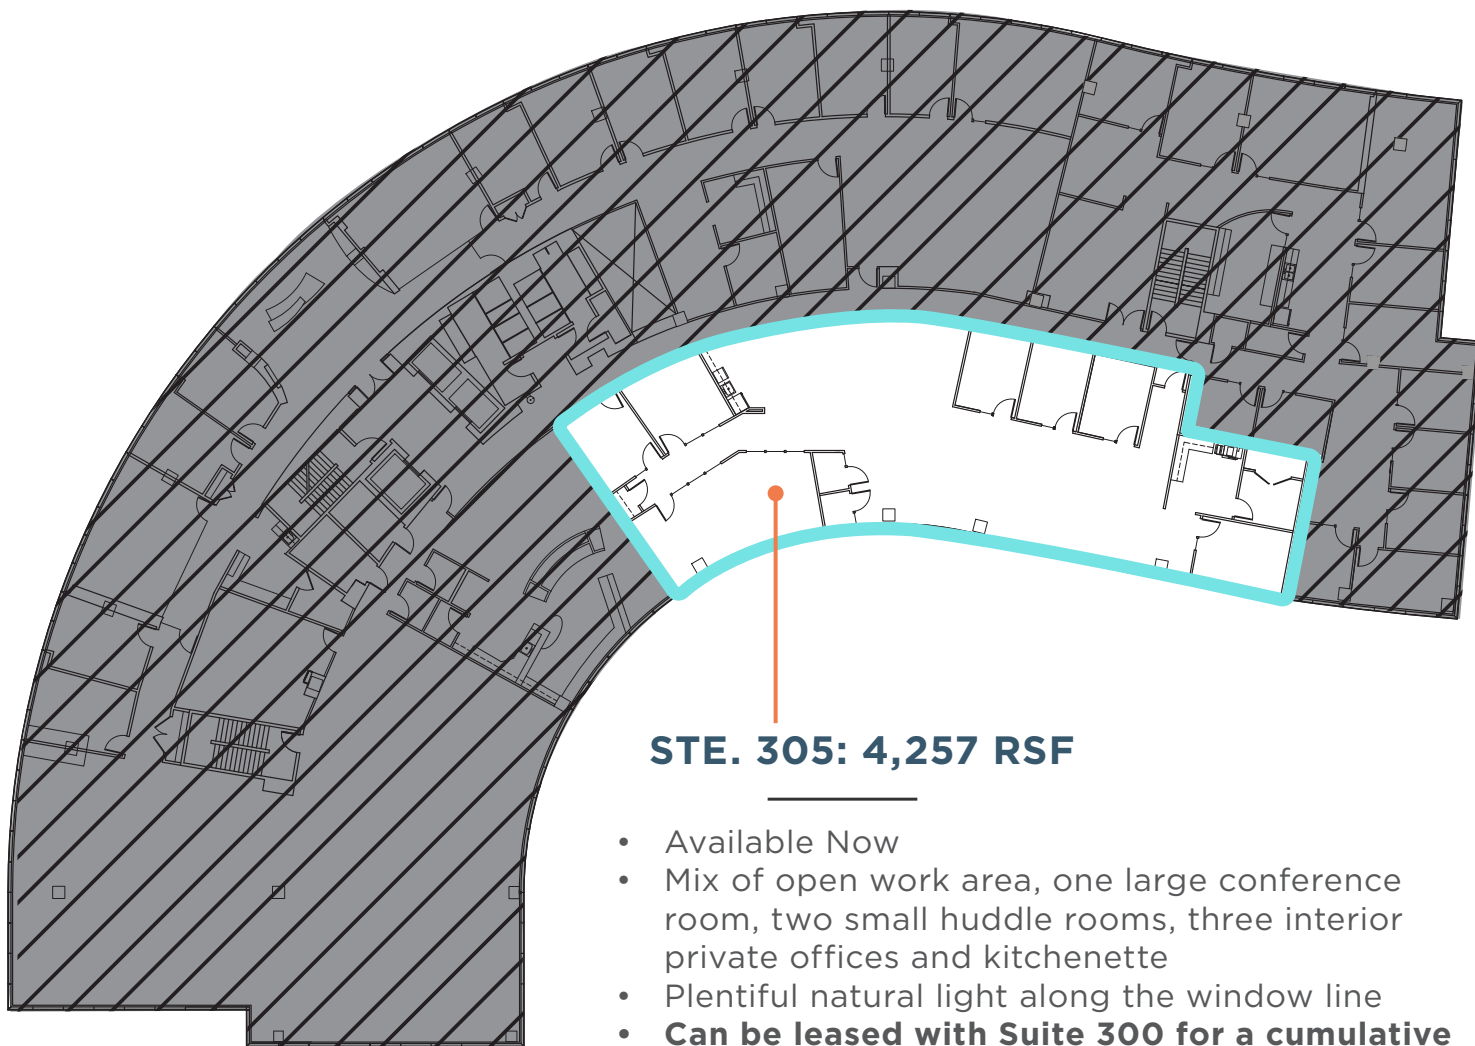 STE. 305: 4,257 RSF
• Available Now
• Mix of open work area, one large conference
room, two small huddle rooms, three interior
private offices and kitchenette
• Plentiful natural light along the window line
• Can be leased with Suite 300 for a cumulative